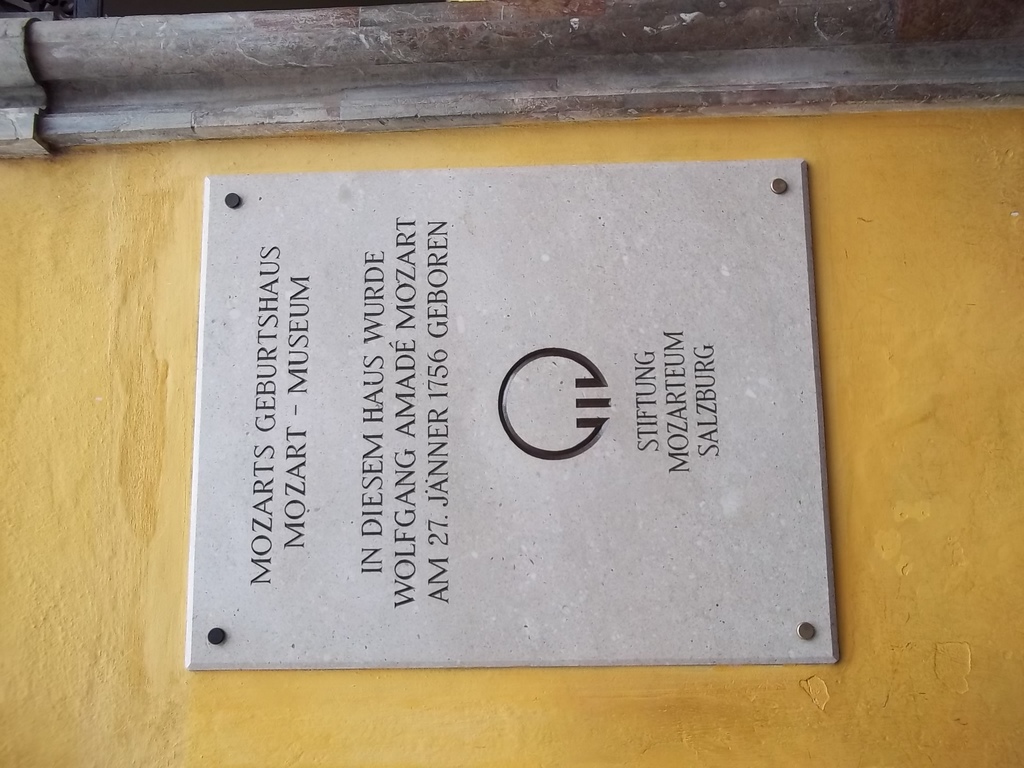 MOZARTS GEBURTSHAUS
MOZART - MUSEUM
IN DIESEM HAUS WURDE
WOLFGANG AMADÉ MOZART
AM 27. JÄNNER 1756 GEBOREN
STIFTUNG
MOZARTEUM
SALZBURG